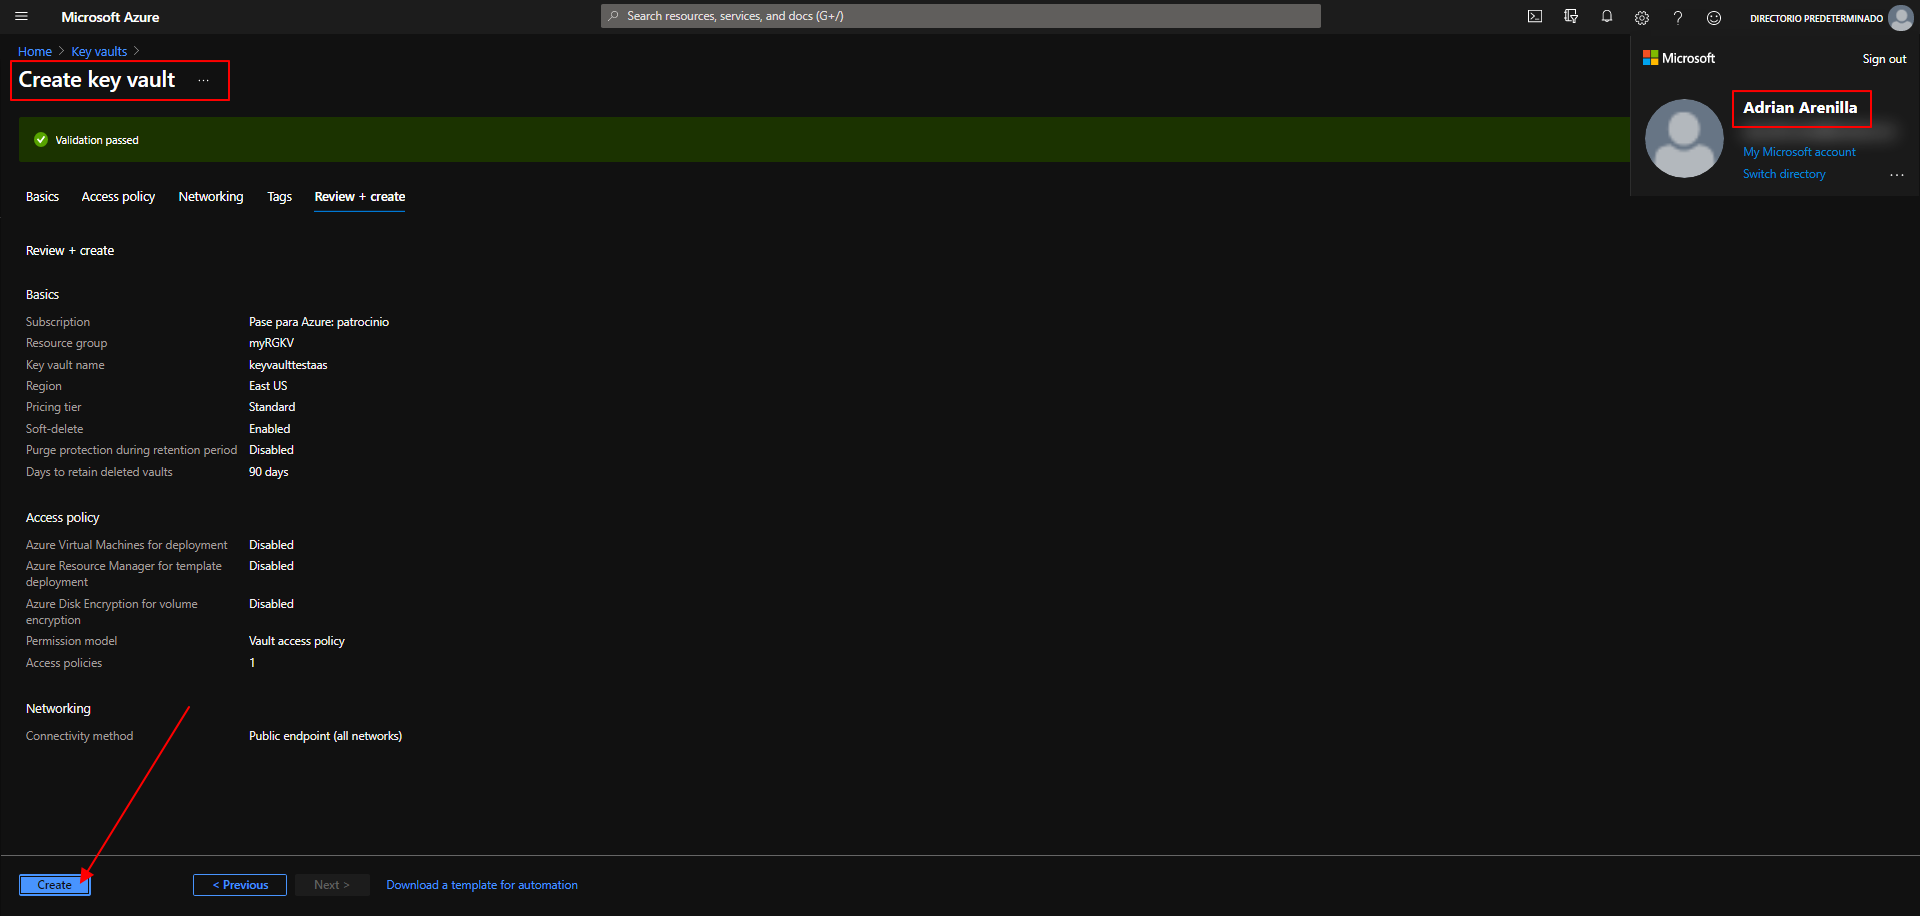 Microsoft Azure
Search resources, services, and docs (G+/)
DIRECTORIO PREDETERMINADO
Home > Key vaults >
Create key vault ...
Microsoft
Sign out
Adrian Arenilla
My Microsoft account
Switch directory
...
Validation passed
Basics Access policy Networking Tags Review + create
Review + create
Basics
Subscription Pase para Azure: patrocinio
Resource group myRGKV
Key vault name keyvaulttestaas
Region East US
Pricing tier Standard
Soft-delete Enabled
Purge protection during retention period Disabled
Days to retain deleted vaults 90 days
Access policy
Azure Virtual Machines for deployment Disabled
Azure Resource Manager for template Disabled
deployment
Azure Disk Encryption for volume Disabled
encryption
Permission model Vault access policy
Access policies 1
Networking
Connectivity method Public endpoint (all networks)
Create < Previous Next > Download a template for automation